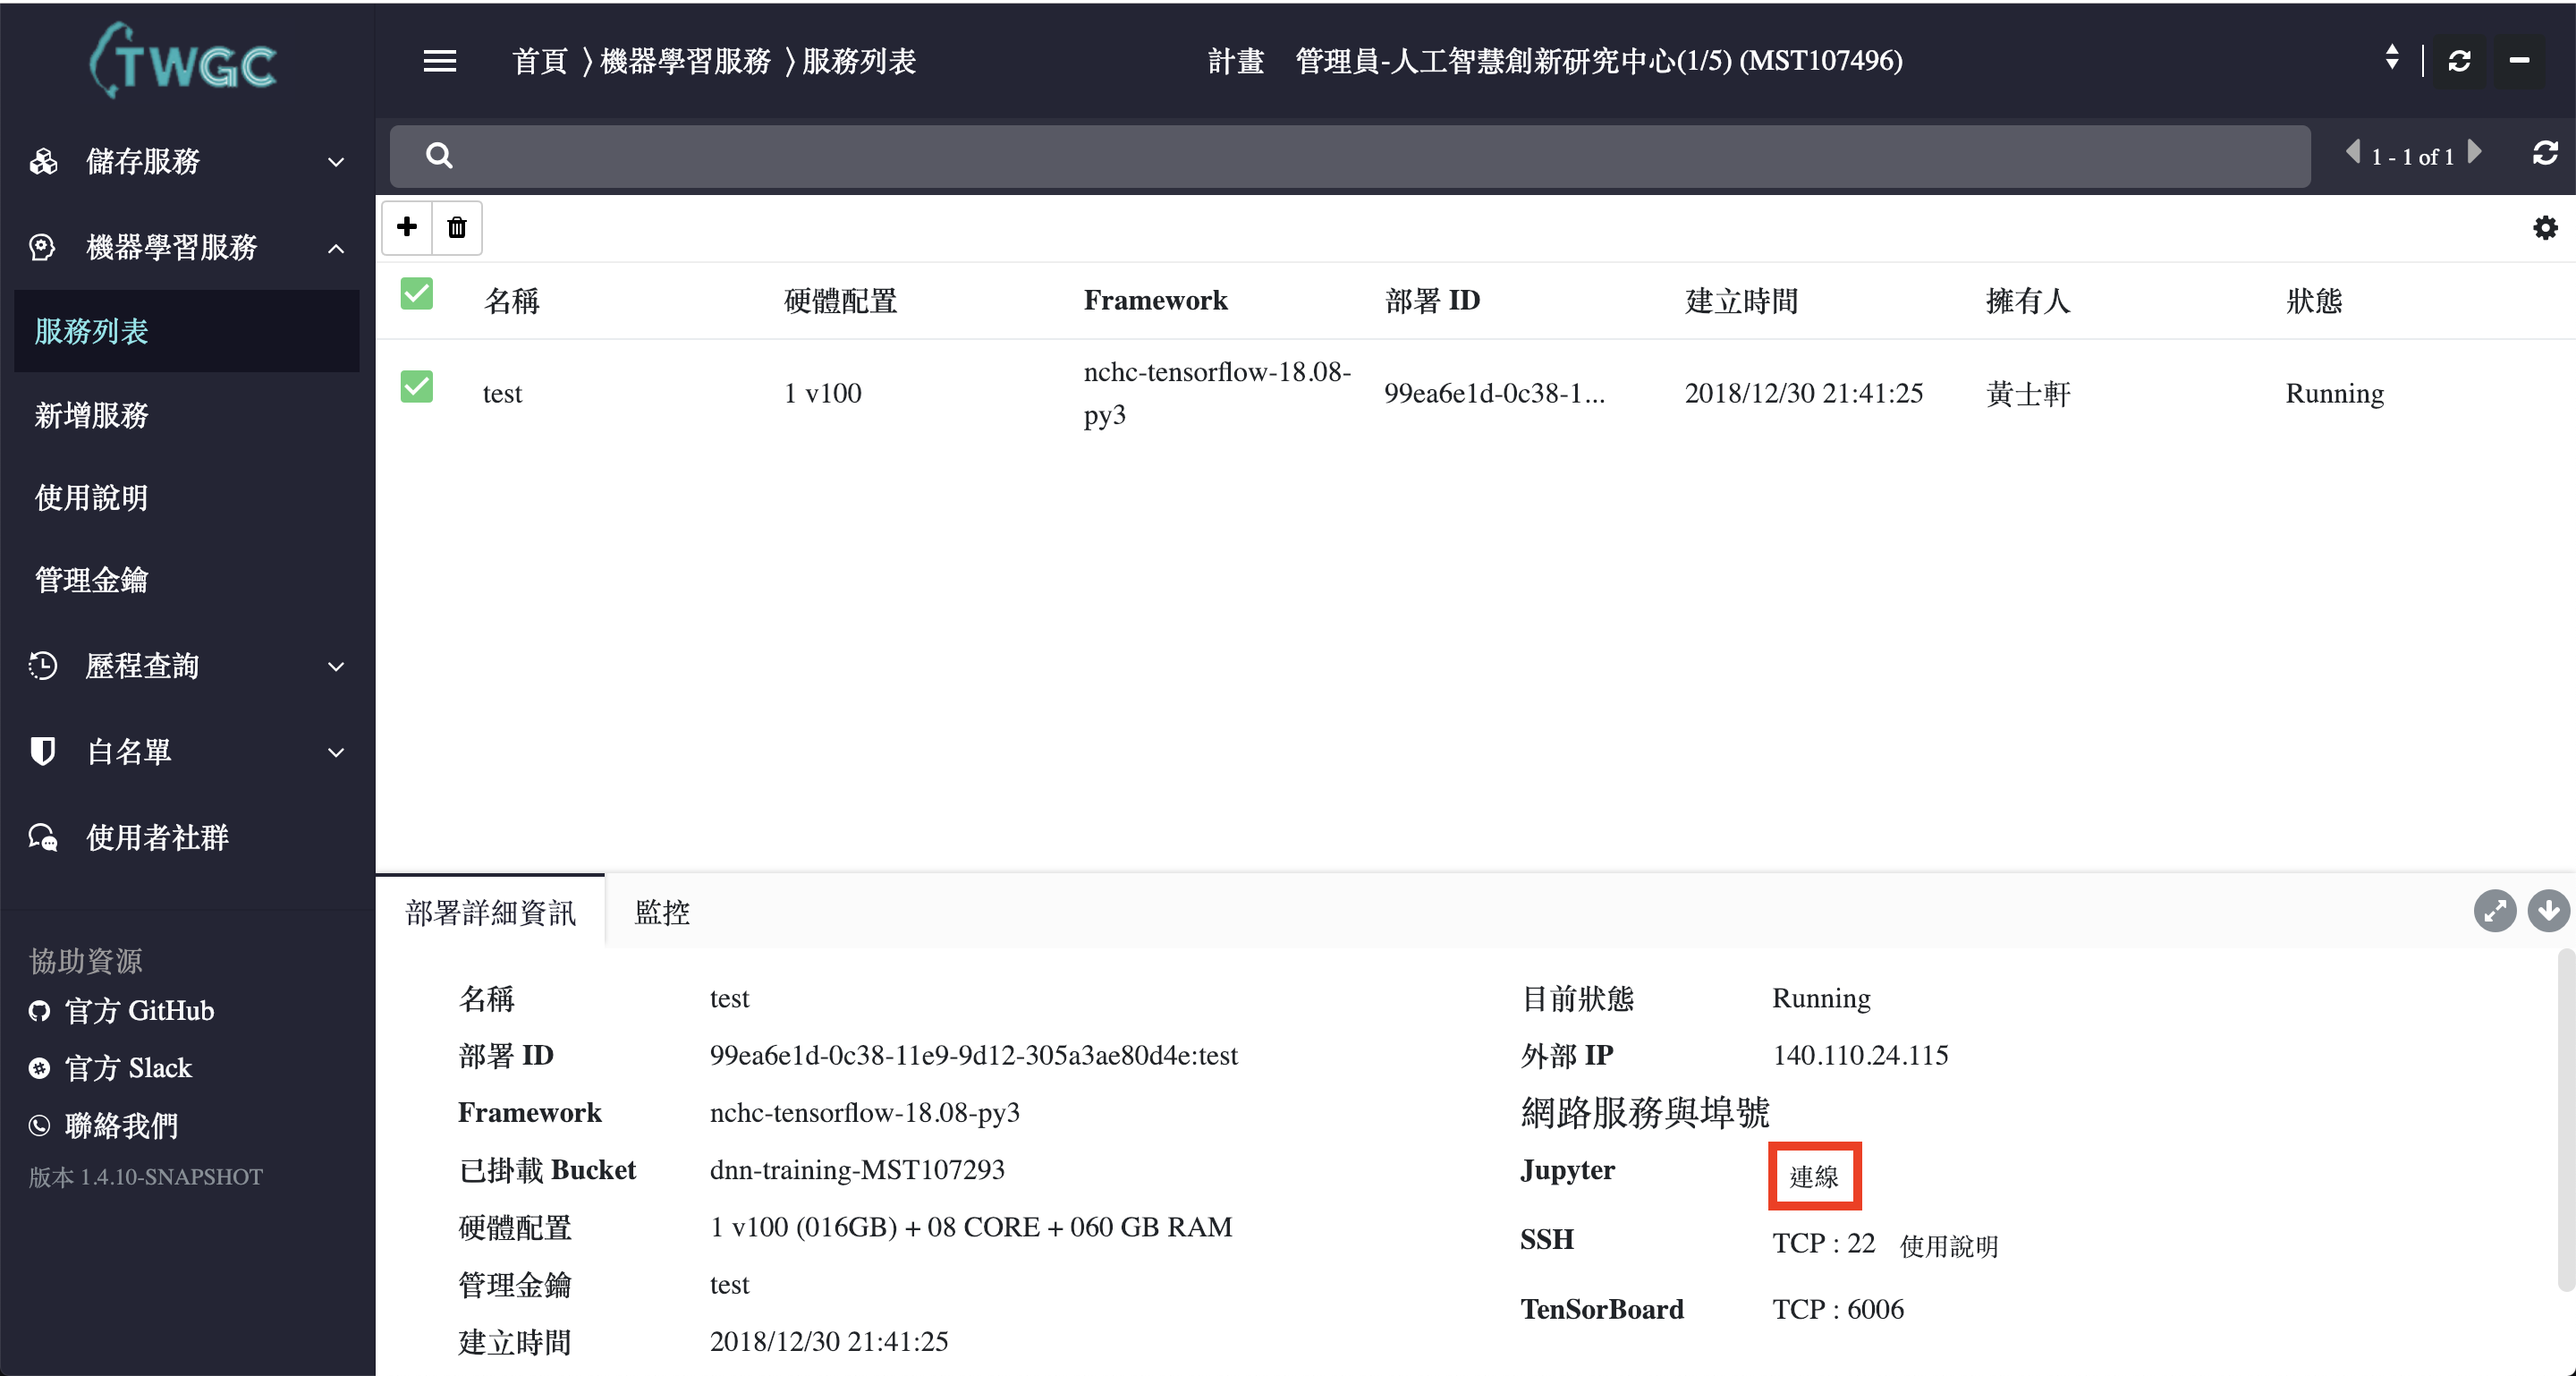 TWGC
首頁 〉機器學習服務 〉服務列表
計畫 管理員-人工智慧創新研究中心(1/5) (MST107496)
儲存服務
機器學習服務
服務列表
新增服務
使用說明
管理金鑰
歷程查詢
白名單
使用者社群
協助資源
官方 GitHub
官方 Slack
聯絡我們
版本 1.4.10-SNAPSHOT
1 - 1 of 1
名稱 硬體配置 Framework 部署 ID 建立時間 擁有人 狀態
test 1 v100 nchc-tensorflow-18.08-py3 99ea6e1d-0c38-1... 2018/12/30 21:41:25 黃士軒 Running
部署詳細資訊 監控
名稱 test
部署 ID 99ea6e1d-0c38-11e9-9d12-305a3ae80d4e:test
Framework nchc-tensorflow-18.08-py3
已掛載 Bucket dnn-training-MST107293
硬體配置 1 v100 (016GB) + 08 CORE + 060 GB RAM
管理金鑰 test
建立時間 2018/12/30 21:41:25
目前狀態 Running
外部 IP 140.110.24.115
網路服務與埠號
Jupyter 連線
SSH TCP : 22 使用說明
TenSorBoard TCP : 6006